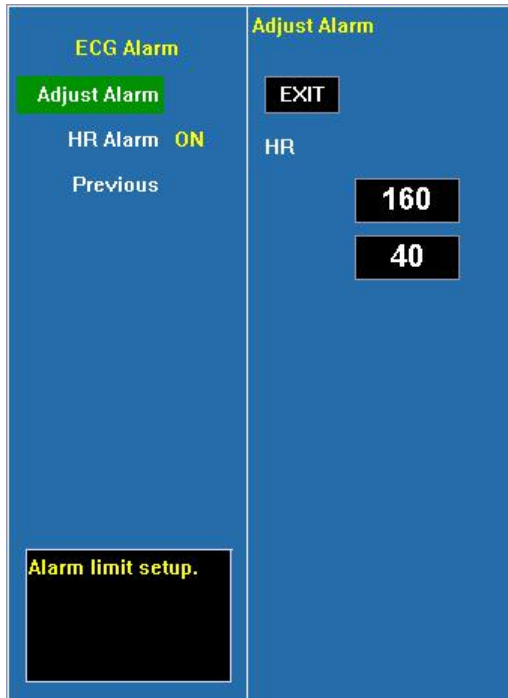 ECG Alarm
Adjust Alarm
HR Alarm ON
Previous
Alarm limit setup.
Adjust Alarm
EXIT
HR
160
40